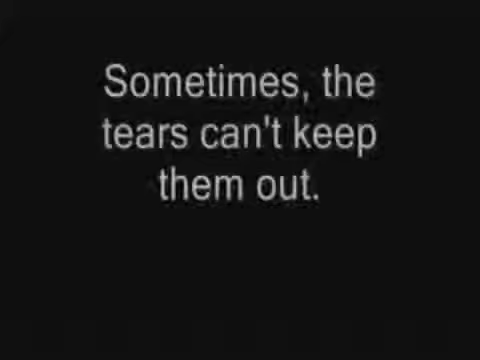 Sometimes, the
tears can't keep
them out.